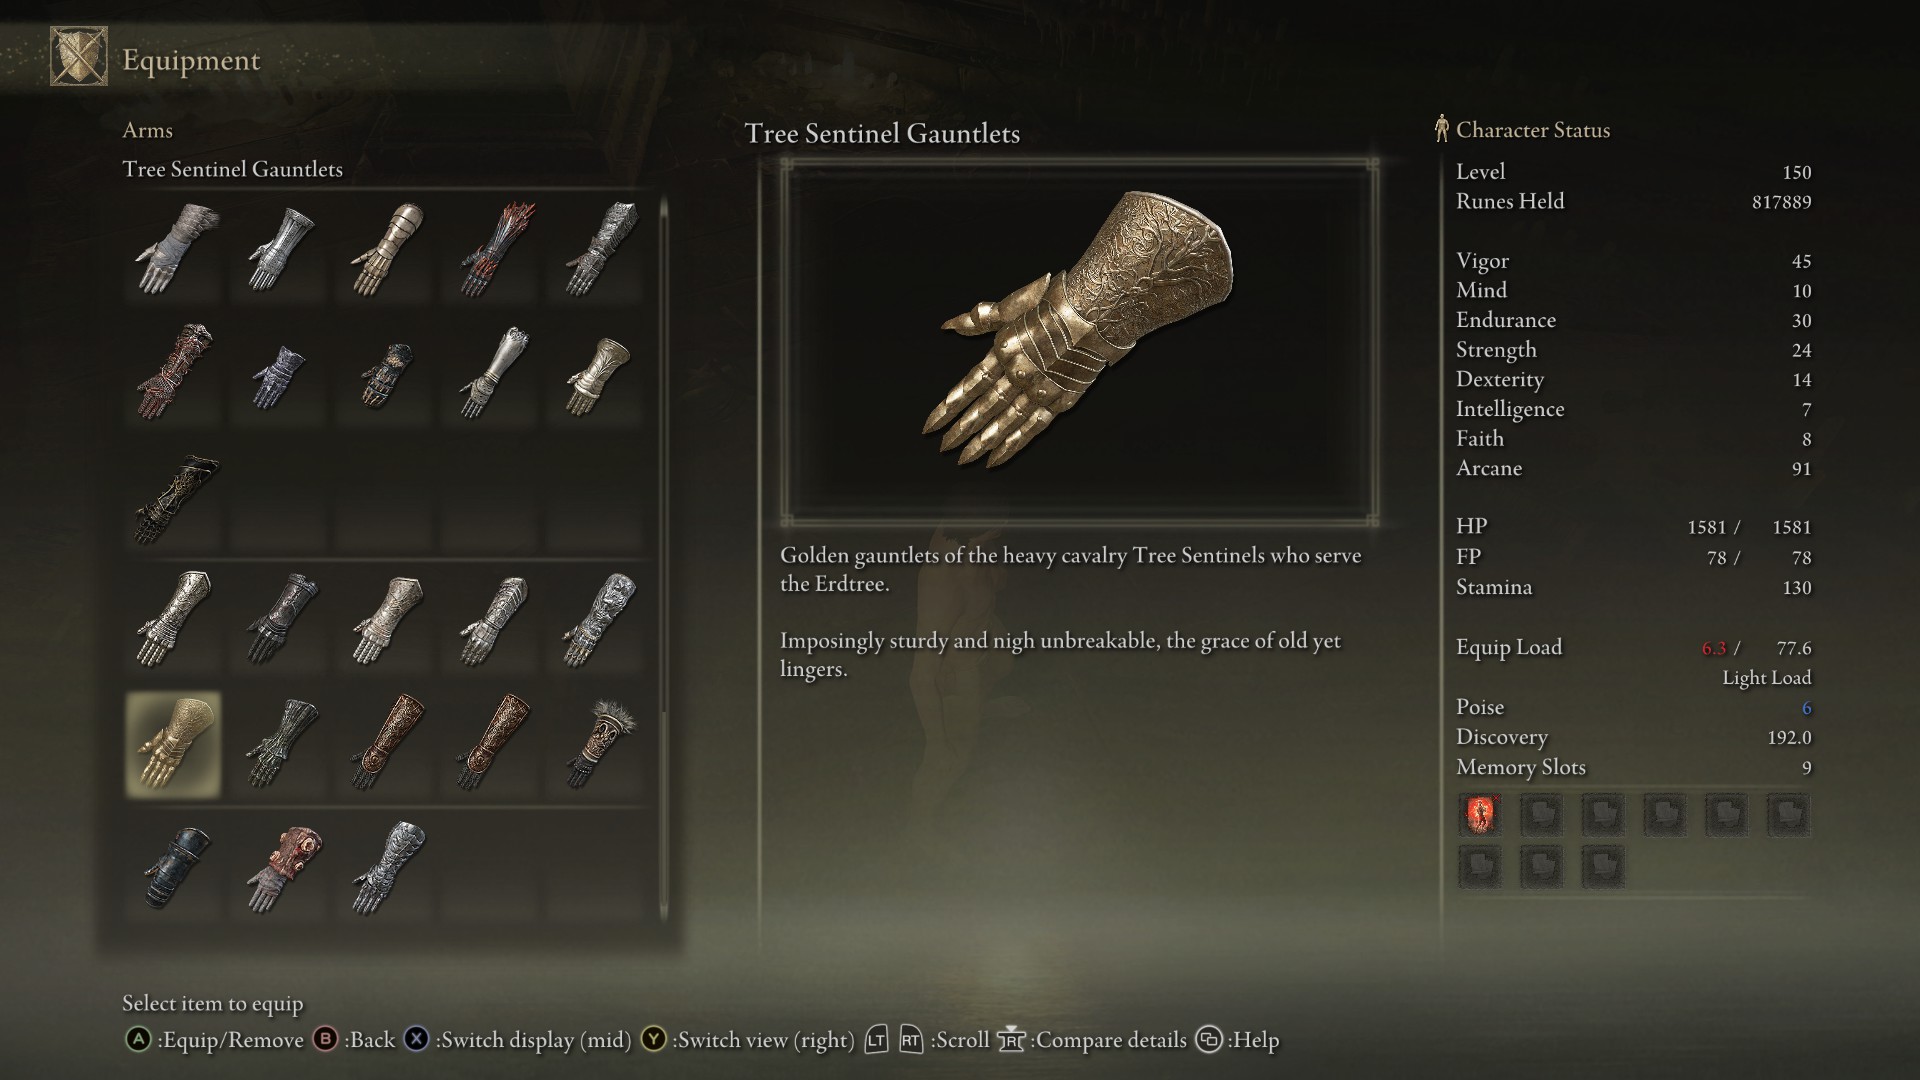 Equipment
Arms
Tree Sentinel Gauntlets
Tree Sentinel Gauntlets
Golden gauntlets of the heavy cavalry Tree Sentinels who serve
the Erdtree.
Imposingly sturdy and nigh unbreakable, the grace of old yet
lingers.
Character Status
Level 150
Runes Held 817889
Vigor 45
Mind 10
Endurance 30
Strength 24
Dexterity 14
Intelligence 7
Faith 8
Arcane 91
HP 1581 / 1581
FP 78 / 78
Stamina 130
Equip Load 6.3 / 77.6
Light Load
Poise 6
Discovery 192.0
Memory Slots 9
Select item to equip
A :Equip/Remove B :Back X :Switch display (mid) Y :Switch view (right) LT RT :Scroll R :Compare details :Help